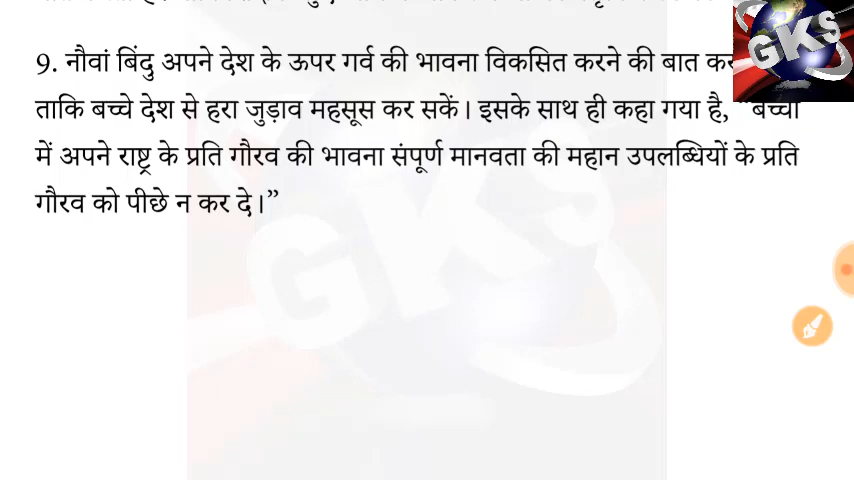 9. नौवां बिंदु अपने देश के ऊपर गर्व की भावना विकसित करने की बात
ताकि बच्चे देश से हरा जुड़ाव महसूस कर सकें। इसके साथ ही कहा गया है, “बच्चों
में अपने राष्ट्र के प्रति गौरव की भावना संपूर्ण मानवता की महान उपलब्धियों के प्रति
गौरव को पीछे न कर दे।”
GKS
GKS